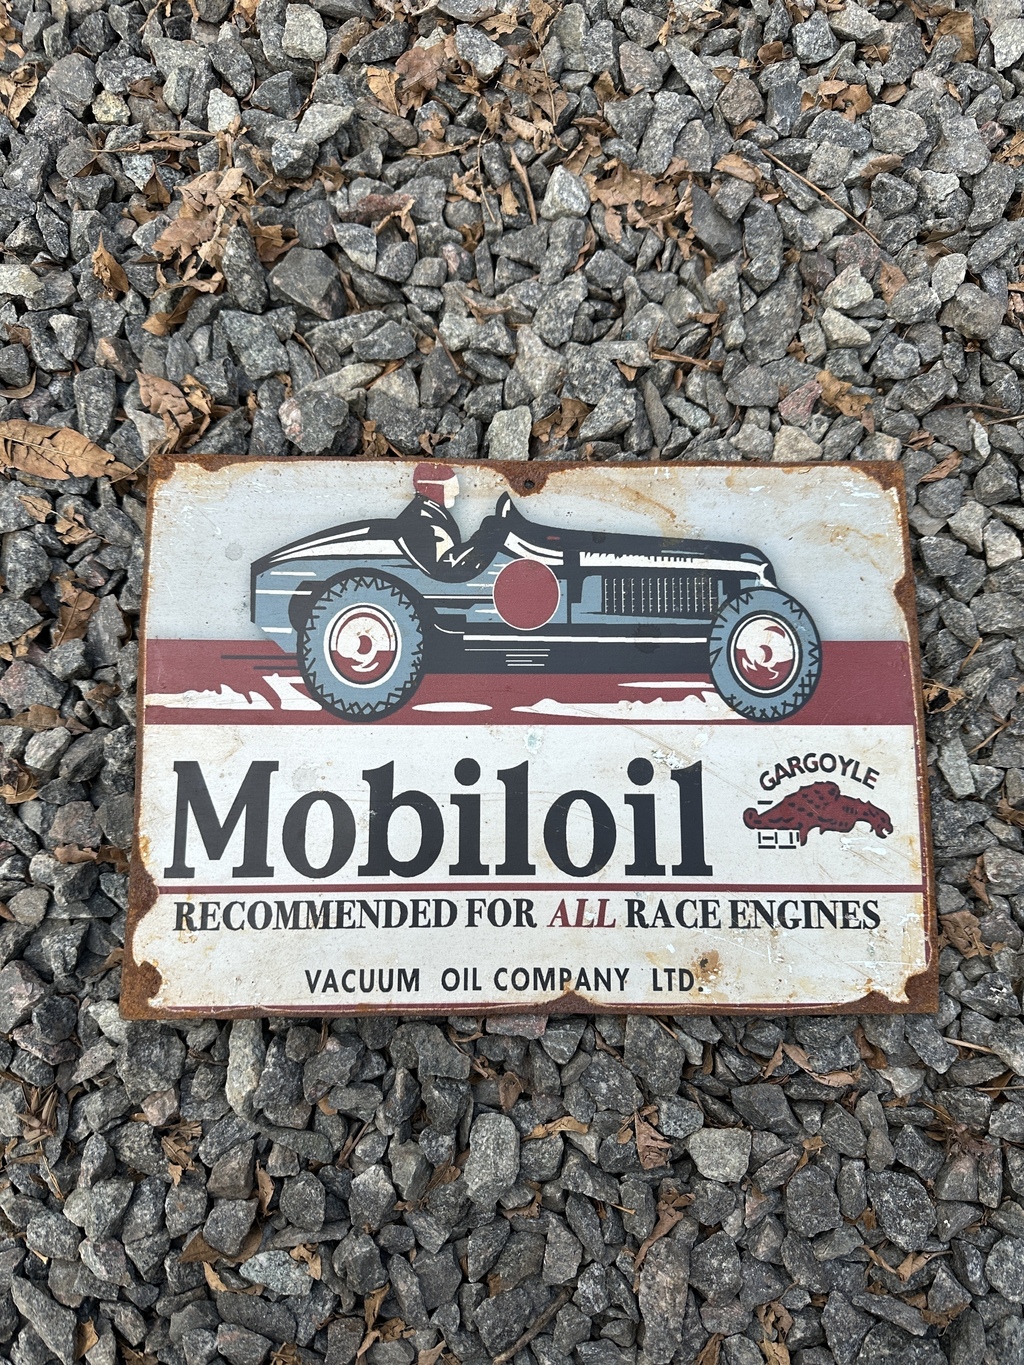 Mobiloil
GARGOYLE
RECOMMENDED FOR ALL RACE ENGINES
VACUUM OIL COMPANY LTD.